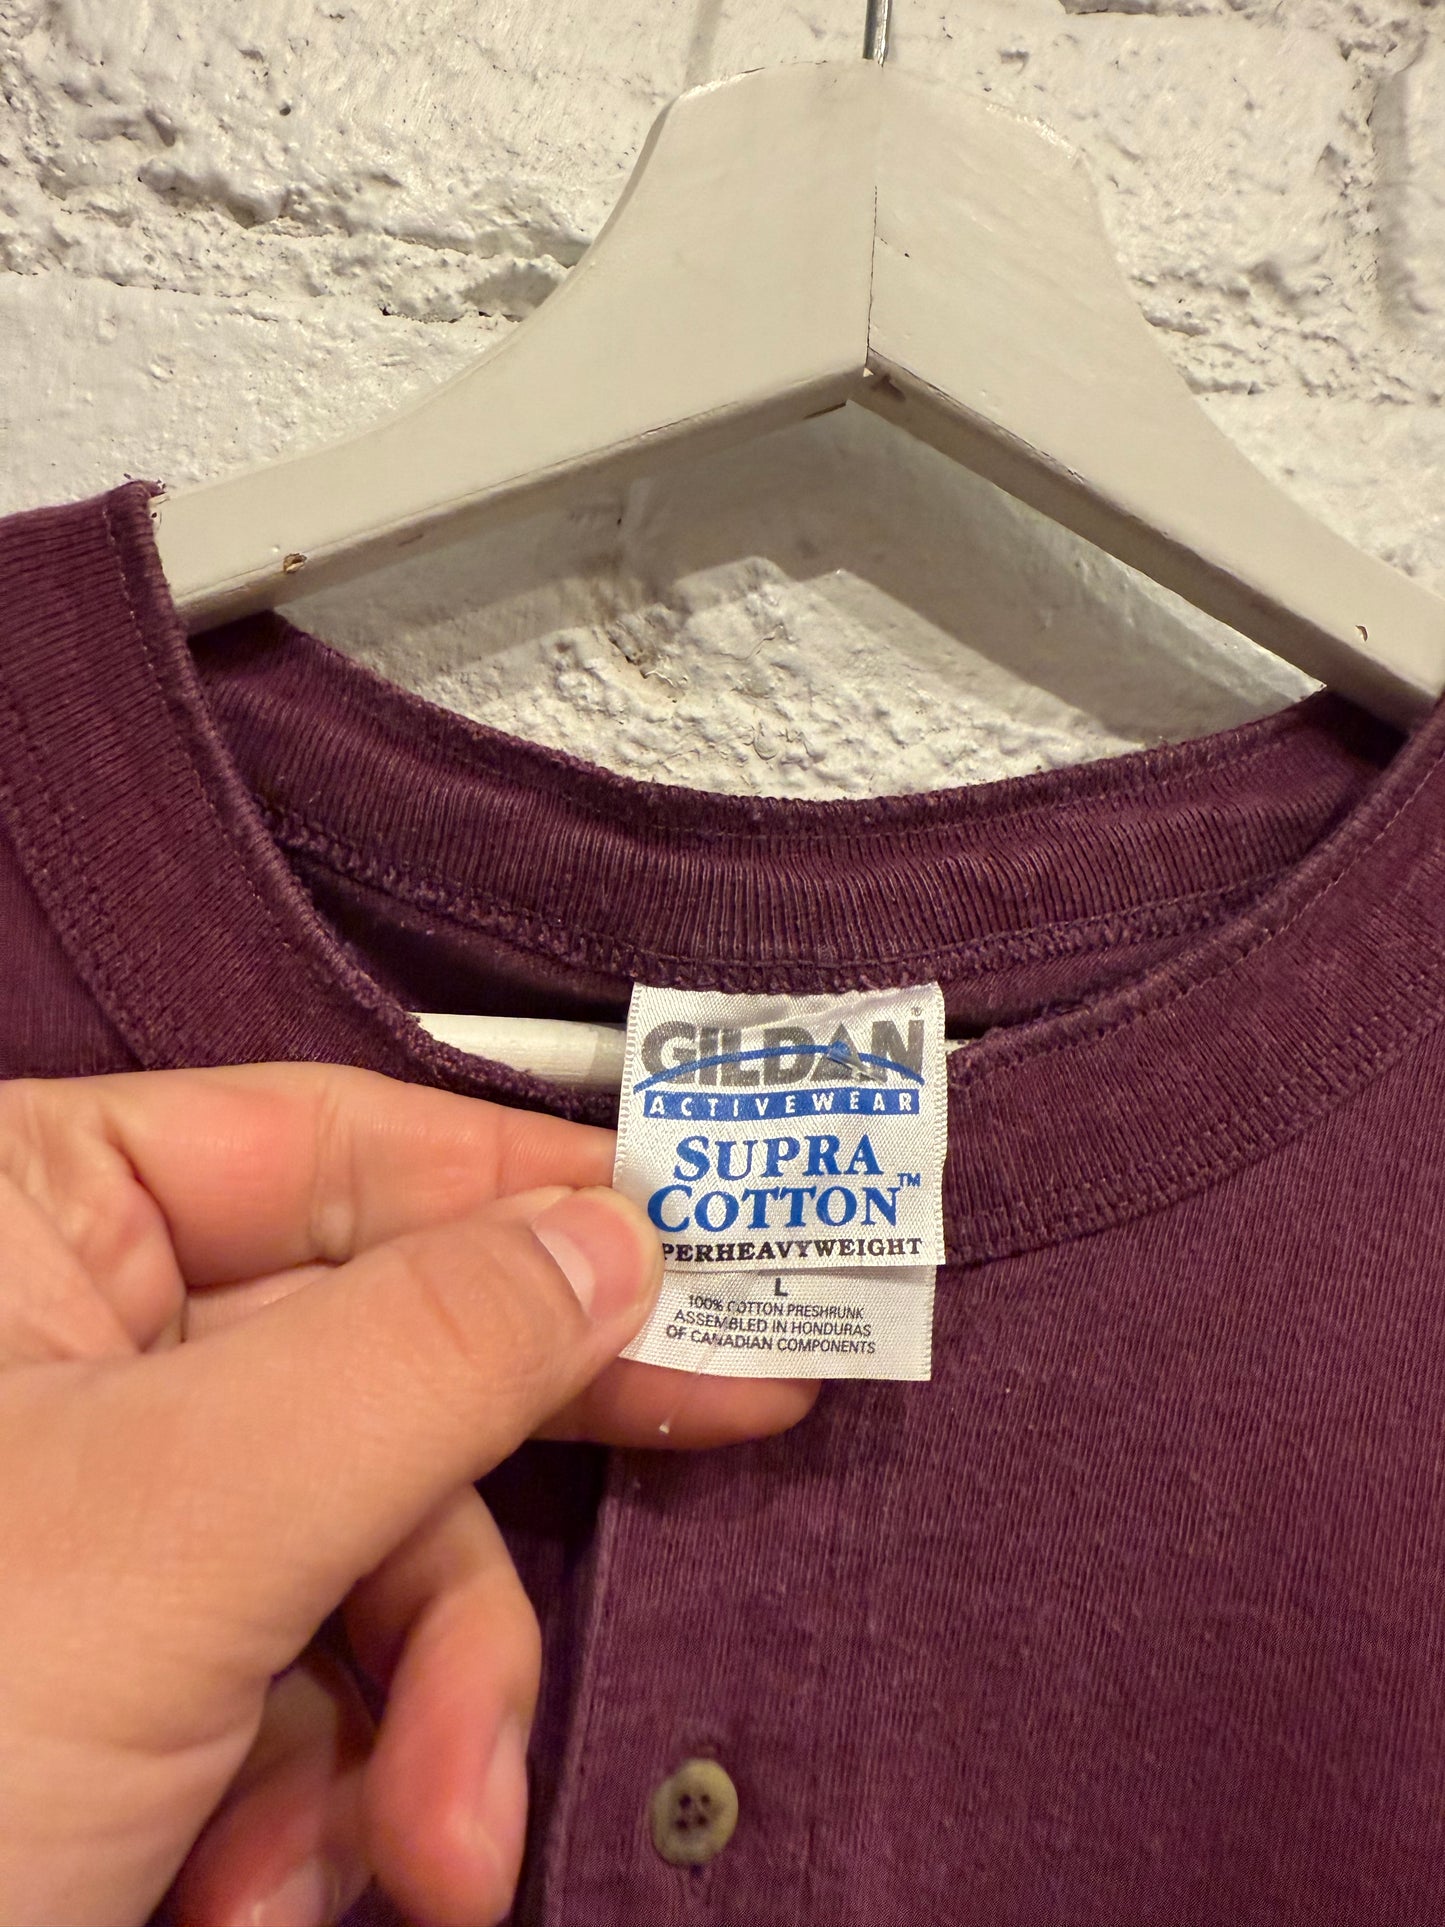 GILDAN®
ACTIVEWEAR
SUPRA
COTTON™
PERHEAVYWEIGHT
L
100% COTTON PRESHRUNK
ASSEMBLED IN HONDURAS
OF CANADIAN COMPONENTS